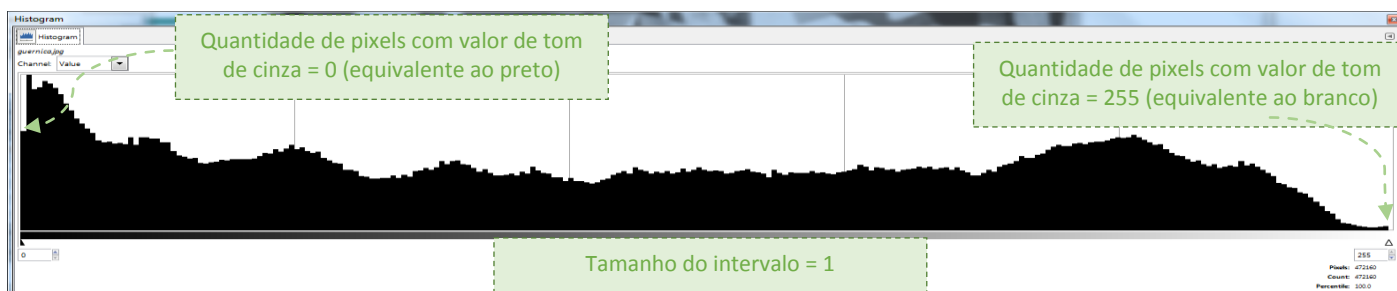 Histogram
Histogram
guernica.jpg
Channel: Value
Quantidade de pixels com valor de tom
de cinza = 0 (equivalente ao preto)
Quantidade de pixels com valor de tom
de cinza = 255 (equivalente ao branco)
0
255
Tamanho do intervalo = 1
Pixels: 472160
Count: 472160
Percentile: 100.0